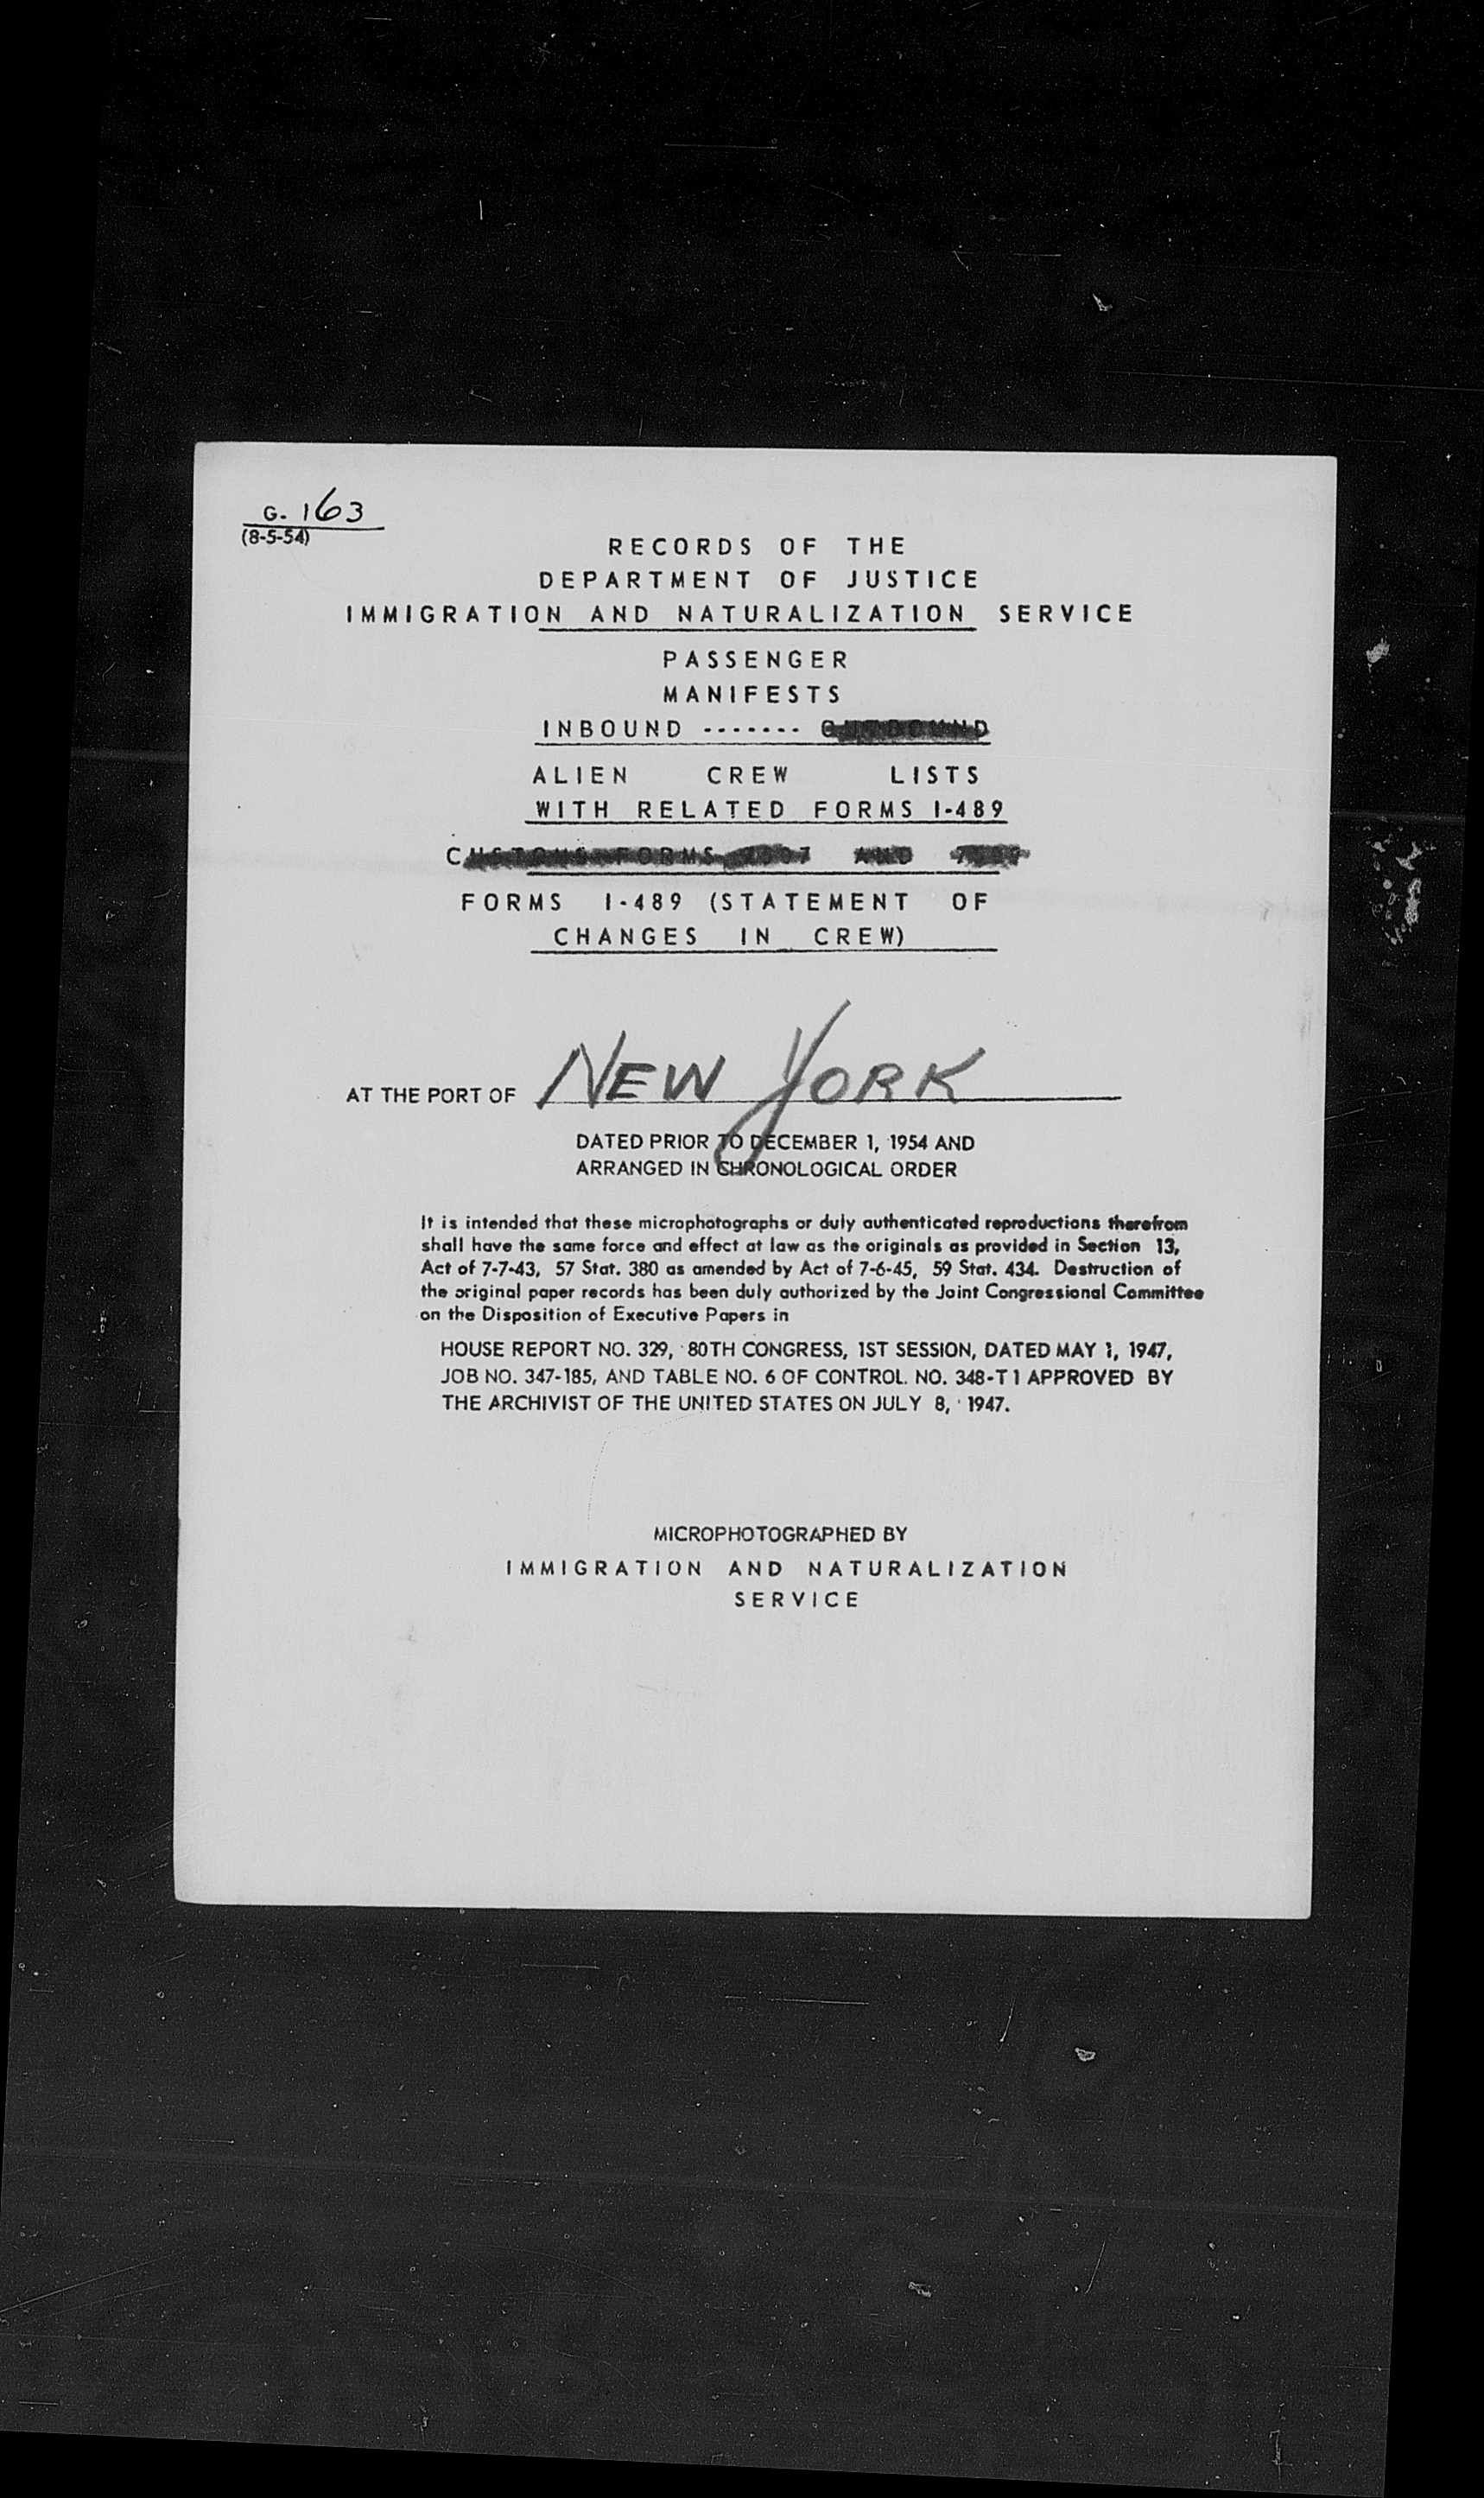 G-163
(8-5-54)
RECORDS OF THE
DEPARTMENT OF JUSTICE
IMMIGRATION AND NATURALIZATION SERVICE
PASSENGER
MANIFESTS
INBOUND ------- OUTBOUND
ALIEN CREW LISTS
WITH RELATED FORMS I-489
CUSTOMS FORMS AND
FORMS I-489 (STATEMENT OF
CHANGES IN CREW)
AT THE PORT OF NEW YORK
DATED PRIOR TO DECEMBER 1, 1954 AND
ARRANGED IN CHRONOLOGICAL ORDER
It is intended that these microphotographs or duly authenticated reproductions therefrom
shall have the same force and effect at law as the originals as provided in Section 13,
Act of 7-7-43, 57 Stat. 380 as amended by Act of 7-6-45, 59 Stat. 434. Destruction of
the original paper records has been duly authorized by the Joint Congressional Committee
on the Disposition of Executive Papers in
HOUSE REPORT NO. 329, 80TH CONGRESS, 1ST SESSION, DATED MAY 1, 1947,
JOB NO. 347-185, AND TABLE NO. 6 OF CONTROL NO. 348-T1 APPROVED BY
THE ARCHIVIST OF THE UNITED STATES ON JULY 8, 1947.
MICROPHOTOGRAPHED BY
IMMIGRATION AND NATURALIZATION
SERVICE